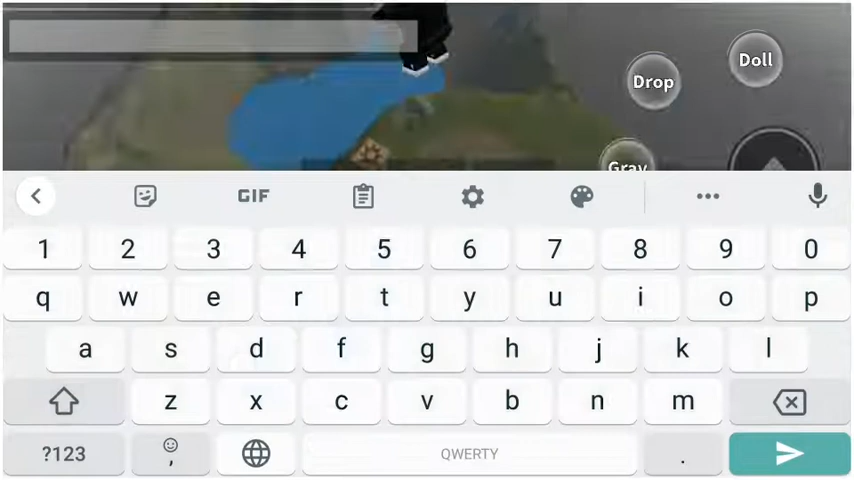 Doll
Drop
Gray
GIF
1 2 3 4 5 6 7 8 9 0
q w e r t y u i o p
a s d f g h j k l
z x c v b n m
?123 , QWERTY .